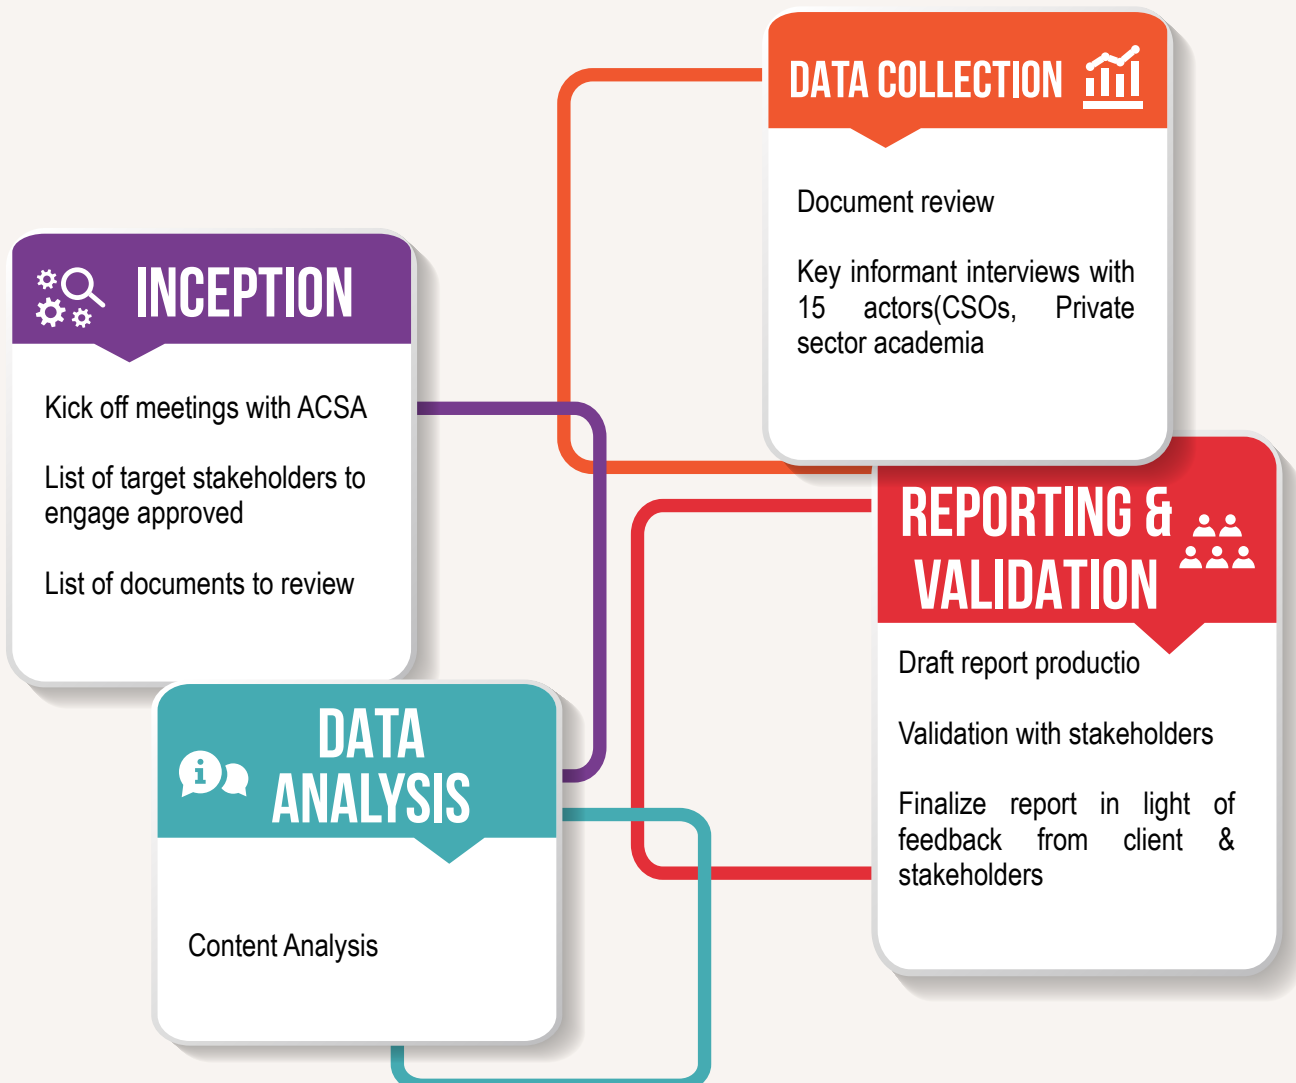 INCEPTION
Kick off meetings with ACSA
List of target stakeholders to
engage approved
List of documents to review
DATA COLLECTION
Document review
Key informant interviews with
15 actors(CSOs, Private
sector academia
DATA
ANALYSIS
i
Content Analysis
REPORTING &
VALIDATION
Draft report productio
Validation with stakeholders
Finalize report in light of
feedback from client &
stakeholders